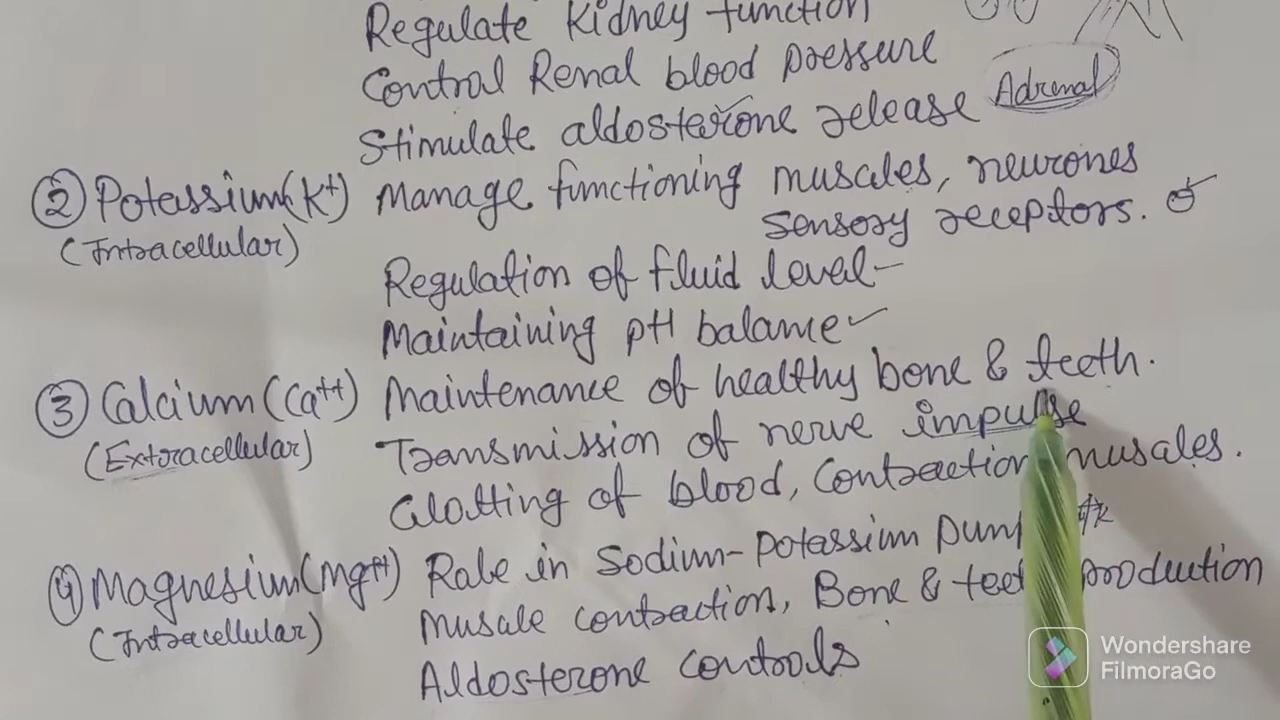 Regulate Kidney function
Control Renal blood pressure
Stimulate aldosterone release Adrenal
② Potassium (K+) Manage functioning muscles, neurones
(Intracellular) sensory receptors.
Regulation of fluid level-
Maintaining pH balance
③ Calcium (Ca++) Maintenance of healthy bone & teeth.
(Extracellular) Transmission of nerve impulse
Clotting of blood, Contraction muscles.
④ Magnesium (Mg++) Role in Sodium-Potassium Pum
(Intracellular) Muscle contraction, Bone & teet production
Aldosterone controls
Wondershare
FilmoraGo